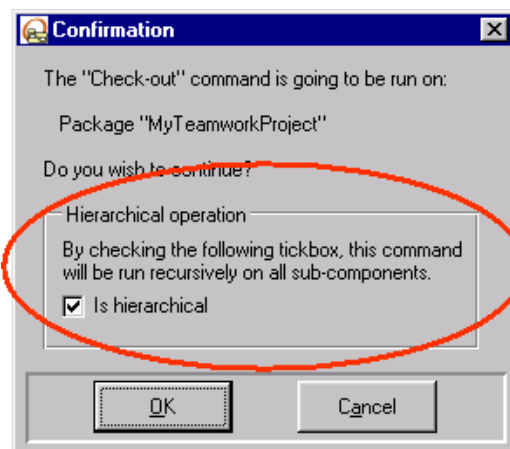 Confirmation
The "Check-out" command is going to be run on:
Package "MyTeamworkProject"
Do you wish to continue?
Hierarchical operation
By checking the following tickbox, this command
will be run recursively on all sub-components.
Is hierarchical
OK
Cancel